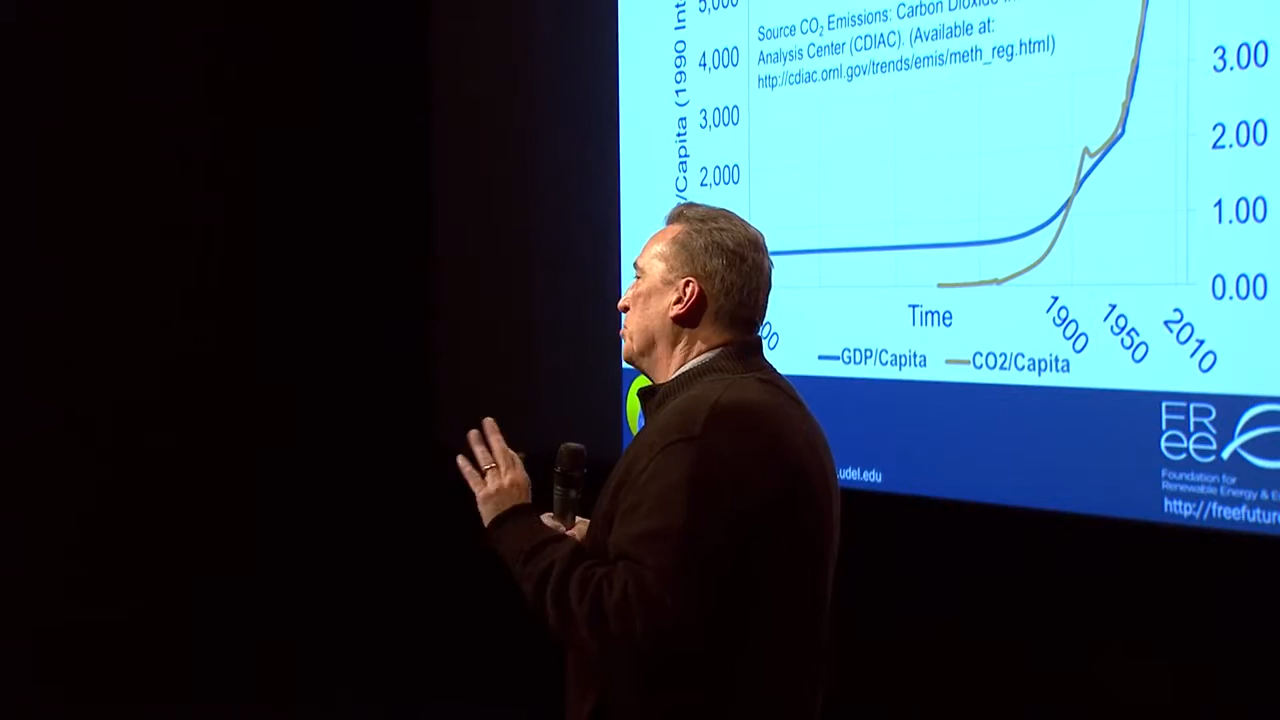 5,000
4,000
3,000
2,000
/Capita (1990 Int
Source CO₂ Emissions: Carbon Dioxide
Analysis Center (CDIAC). (Available at:
http://cdiac.ornl.gov/trends/emis/meth_reg.html)
3.00
2.00
1.00
0.00
00
Time
1900
1950
2010
GDP/Capita
CO2/Capita
.udel.edu
FR
ee
Foundation for
Renewable Energy &
http://freefutur